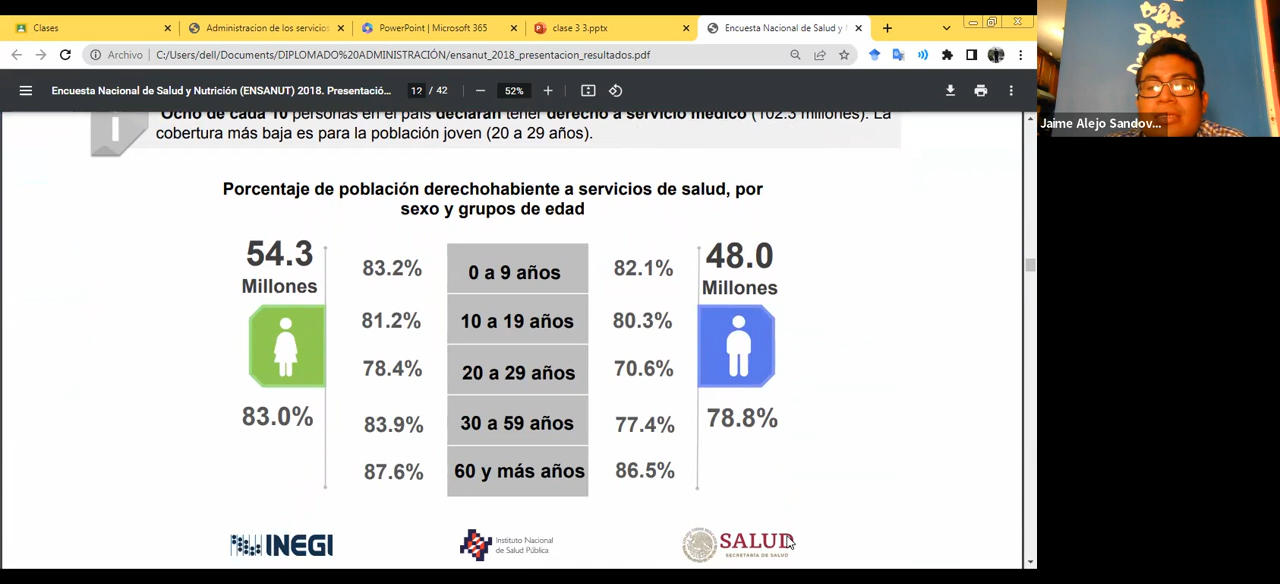 Clases
Administracion de los servicios
PowerPoint | Microsoft 365
clase 3 3.pptx
Encuesta Nacional de Salud y
Archivo
C:/Users/dell/Documents/DIPLOMADO%20ADMINISTRACIÓN/ensanut_2018_presentacion_resultados.pdf
Encuesta Nacional de Salud y Nutrición (ENSANUT) 2018. Presentació...
12 / 42
52%
Jaime Alejo Sandov...
Ocho de cada 10 personas en el país declaran tener derecho a servicio médico (102.3 millones). La
cobertura más baja es para la población joven (20 a 29 años).
Porcentaje de población derechohabiente a servicios de salud, por
sexo y grupos de edad
54.3
Millones
83.0%
83.2% 0 a 9 años 82.1%
81.2% 10 a 19 años 80.3%
78.4% 20 a 29 años 70.6%
83.9% 30 a 59 años 77.4%
87.6% 60 y más años 86.5%
48.0
Millones
78.8%
INEGI
Instituto Nacional
de Salud Pública
SALUD
SECRETARÍA DE SALUD